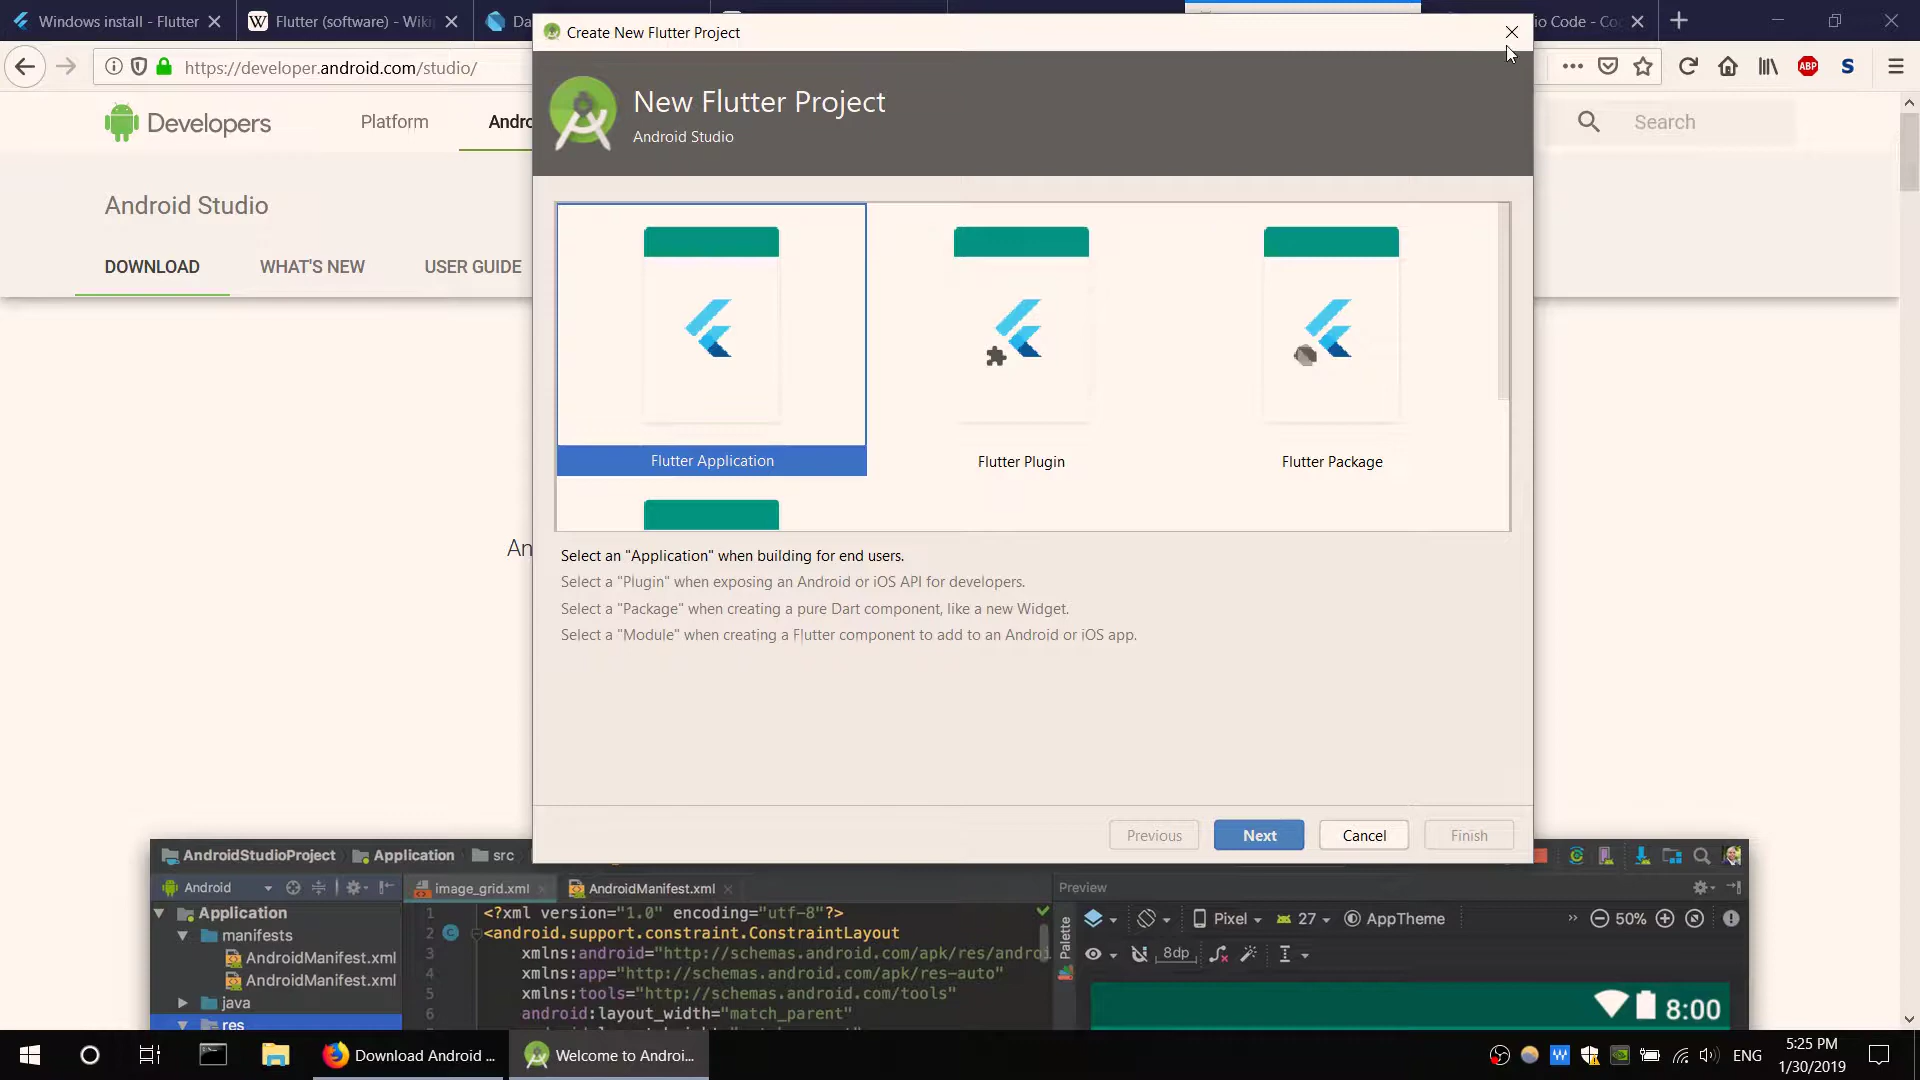 Windows install - Flutter
Flutter (software) - Wiki
Da
io Code - Co
https://developer.android.com/studio/
ABP
S
Developers
Platform
Andro
Search
Android Studio
DOWNLOAD
WHAT'S NEW
USER GUIDE
An
Create New Flutter Project
New Flutter Project
Android Studio
Flutter Application
Flutter Plugin
Flutter Package
Select an "Application" when building for end users.
Select a "Plugin" when exposing an Android or iOS API for developers.
Select a "Package" when creating a pure Dart component, like a new Widget.
Select a "Module" when creating a Flutter component to add to an Android or iOS app.
Previous
Next
Cancel
Finish
AndroidStudioProject
Application
src
Android
image_grid.xml
AndroidManifest.xml
Preview
Application
manifests
AndroidManifest.xml
AndroidManifest.xml
java
res
1 <?xml version="1.0" encoding="utf-8"?>
2 <android.support.constraint.ConstraintLayout
3 xmlns:android="http://schemas.android.com/apk/res/androi
4 xmlns:app="http://schemas.android.com/apk/res-auto"
5 xmlns:tools="http://schemas.android.com/tools"
6 android:layout_width="match_parent"
Palette
Pixel
27
AppTheme
50%
8dp
8:00
Download Android ...
Welcome to Androi...
ENG
5:25 PM
1/30/2019